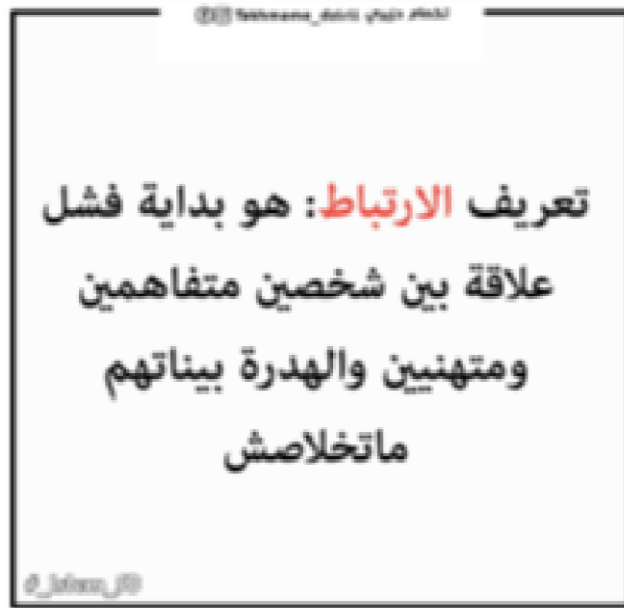 تعريف الارتباط: هو بداية فشل
علاقة بين شخصين متفاهمين
ومتهنيين والهدرة بيناتهم
ماتخلاصش